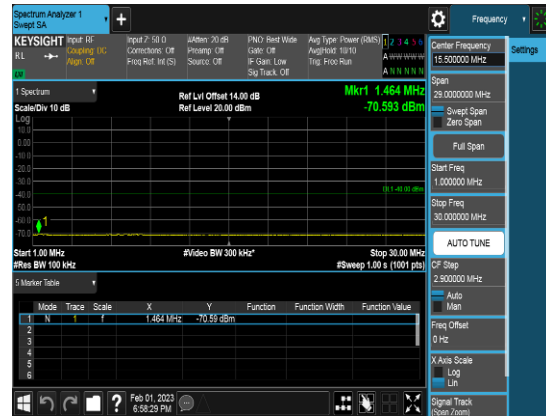 Spectrum Analyzer 1
Swept SA
Frequency
KEYSIGHT
RL
Input: RF
Coupling: DC
Align: Off
Input Z: 50 Ω
Corrections: Off
Freq Ref: Int (S)
#Atten: 20 dB
Preamp: Off
Source: Off
PNO: Best Wide
Gate: Off
IF Gain: Low
Sig Track: Off
Avg Type: Power (RMS)
Avg|Hold: 10/10
Trig: Free Run
1 2 3 4 5 6
A W W W W W
A N N N N N
1 Spectrum
Scale/Div 10 dB
Log
Ref Lvl Offset 14.00 dB
Ref Level 20.00 dBm
Mkr1 1.464 MHz
-70.593 dBm
10.0
0.00
-10.0
-20.0
-30.0
-40.0
-50.0
-60.0
-70.0
1
Start 1.00 MHz
#Res BW 100 kHz
#Video BW 300 kHz*
Stop 30.00 MHz
#Sweep 1.00 s (1001 pts)
5 Marker Table
Mode Trace Scale X Y Function Function Width Function Value
1 N 1 f 1.464 MHz -70.59 dBm
2
3
4
5
6
Feb 01, 2023
6:58:29 PM
Center Frequency
15.500000 MHz
Settings
Span
29.0000000 MHz
Swept Span
Zero Span
Full Span
Start Freq
1.000000 MHz
Stop Freq
30.000000 MHz
AUTO TUNE
CF Step
2.900000 MHz
Auto
Man
Freq Offset
0 Hz
X Axis Scale
Log
Lin
Signal Track
(Span Zoom)